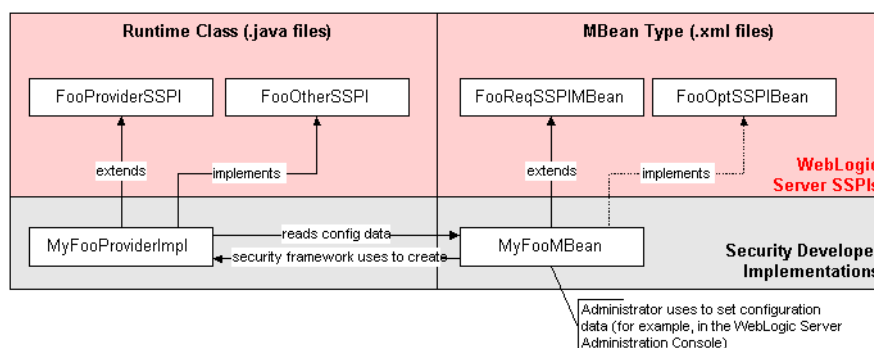 Runtime Class (.java files)
MBean Type (.xml files)
FooProviderSSPI
FooOtherSSPI
FooReqSSPIMBean
FooOptSSPIBean
extends
implements
extends
implements
WebLogic
Server SSPIs
MyFooProviderImpl
reads config data
security framework uses to create
MyFooMBean
Security Develope
Implementations
Administrator uses to set configuration
data (for example, in the WebLogic Server
Administration Console)